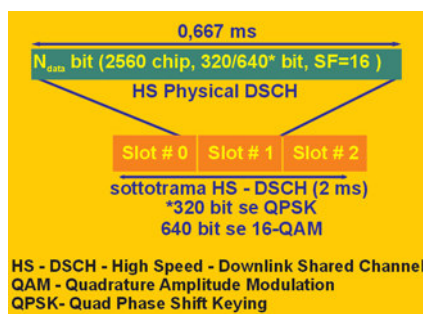 0,667 ms
Ndata bit (2560 chip, 320/640* bit, SF=16 )
HS Physical DSCH
Slot # 0 Slot # 1 Slot # 2
sottotrama HS - DSCH (2 ms)
*320 bit se QPSK
640 bit se 16-QAM
HS - DSCH - High Speed - Downlink Shared Channel
QAM - Quadrature Amplitude Modulation
QPSK- Quad Phase Shift Keying